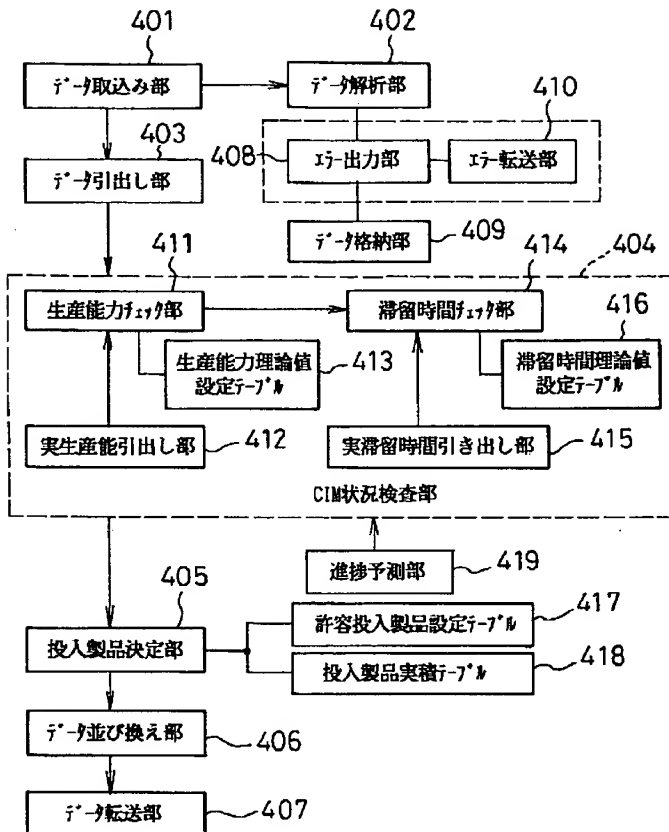 401
402
データ取込み部
データ解析部
403
408
410
エラー出力部
エラー転送部
データ引出し部
データ格納部
409
411
414
404
生産能力チェック部
滞留時間チェック部
416
生産能力理論値
設定テーブル
413
滞留時間理論値
設定テーブル
実生産能引出し部
412
実滞留時間引き出し部
415
CIM状況検査部
進捗予測部
419
405
許容投入製品設定テーブル
417
投入製品決定部
投入製品実積テーブル
418
データ並び換え部
406
データ転送部
407